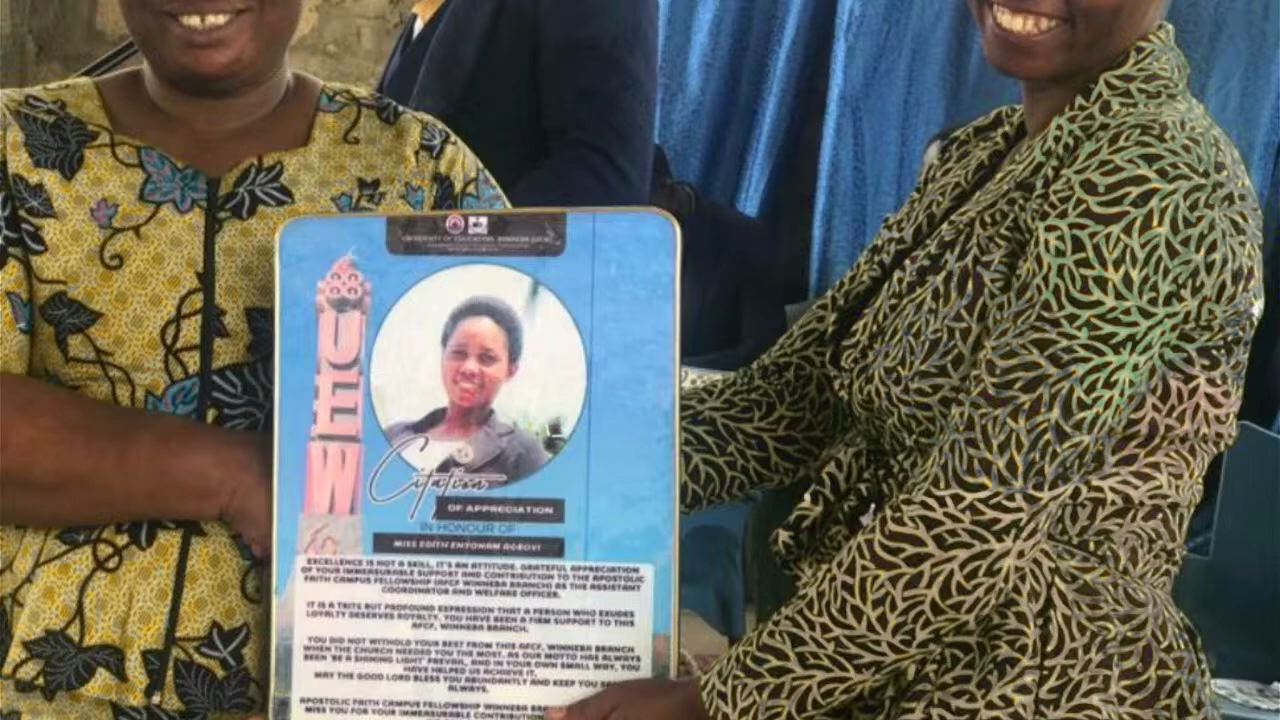 UNIVERSITY OF EDUCATION, WINNEBA (UEW)
UEW
Citation
OF APPRECIATION
IN HONOUR OF
MISS EDITH ENYONAM AGBOVI
EXCELLENCE IS NOT A SKILL, IT'S AN ATTITUDE. GRATEFUL APPRECIATION
OF YOUR IMMEASURABLE SUPPORT AND CONTRIBUTION TO THE APOSTOLIC
FAITH CAMPUS FELLOWSHIP (AFCF WINNEBA BRANCH) AS THE ASSISTANT
COORDINATOR AND WELFARE OFFICER.
IT IS A TRITE BUT PROFOUND EXPRESSION THAT A PERSON WHO EXUDES
LOYALTY DESERVES ROYALTY. YOU HAVE BEEN A FIRM SUPPORT TO THIS
AFCF, WINNEBA BRANCH.
YOU DID NOT WITHOLD YOUR BEST FROM THIS AFCF, WINNEBA BRANCH
WHEN THE CHURCH NEEDED YOU THE MOST. AS OUR MOTTO HAS ALWAYS
BEEN 'BE A SHINING LIGHT' PREVAIL, AND IN YOUR OWN SMALL WAY, YOU
HAVE HELPED US ACHIEVE IT.
MAY THE GOOD LORD BLESS YOU ABUNDANTLY AND KEEP YOU
ALWAYS.
APOSTOLIC FAITH CAMPUS FELLOWSHIP WINNEBA
MISS YOU FOR YOUR IMMEASURABLE CONTRIBUTION